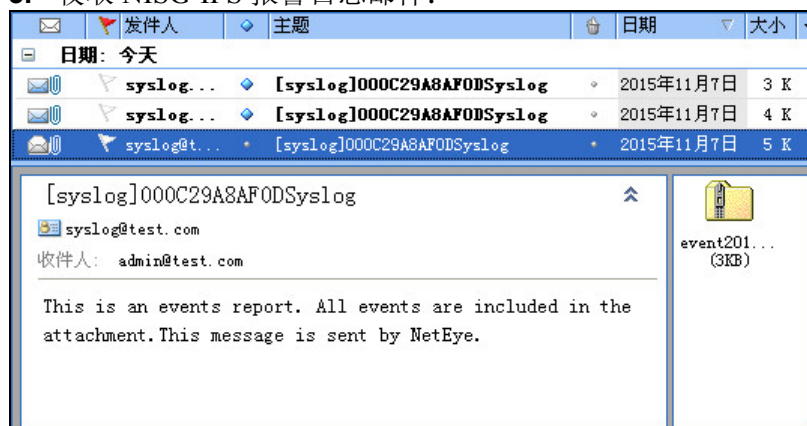 发件人 主题 日期 大小
日期: 今天
syslog... [syslog]000C29A8AF0DSyslog 2015年11月7日 3 K
syslog... [syslog]000C29A8AF0DSyslog 2015年11月7日 4 K
syslog@t... [syslog]000C29A8AF0DSyslog 2015年11月7日 5 K
[syslog]000C29A8AF0DSyslog
syslog@test.com
收件人: admin@test.com
This is an events report. All events are included in the
attachment.This message is sent by NetEye.
event201...
(3KB)